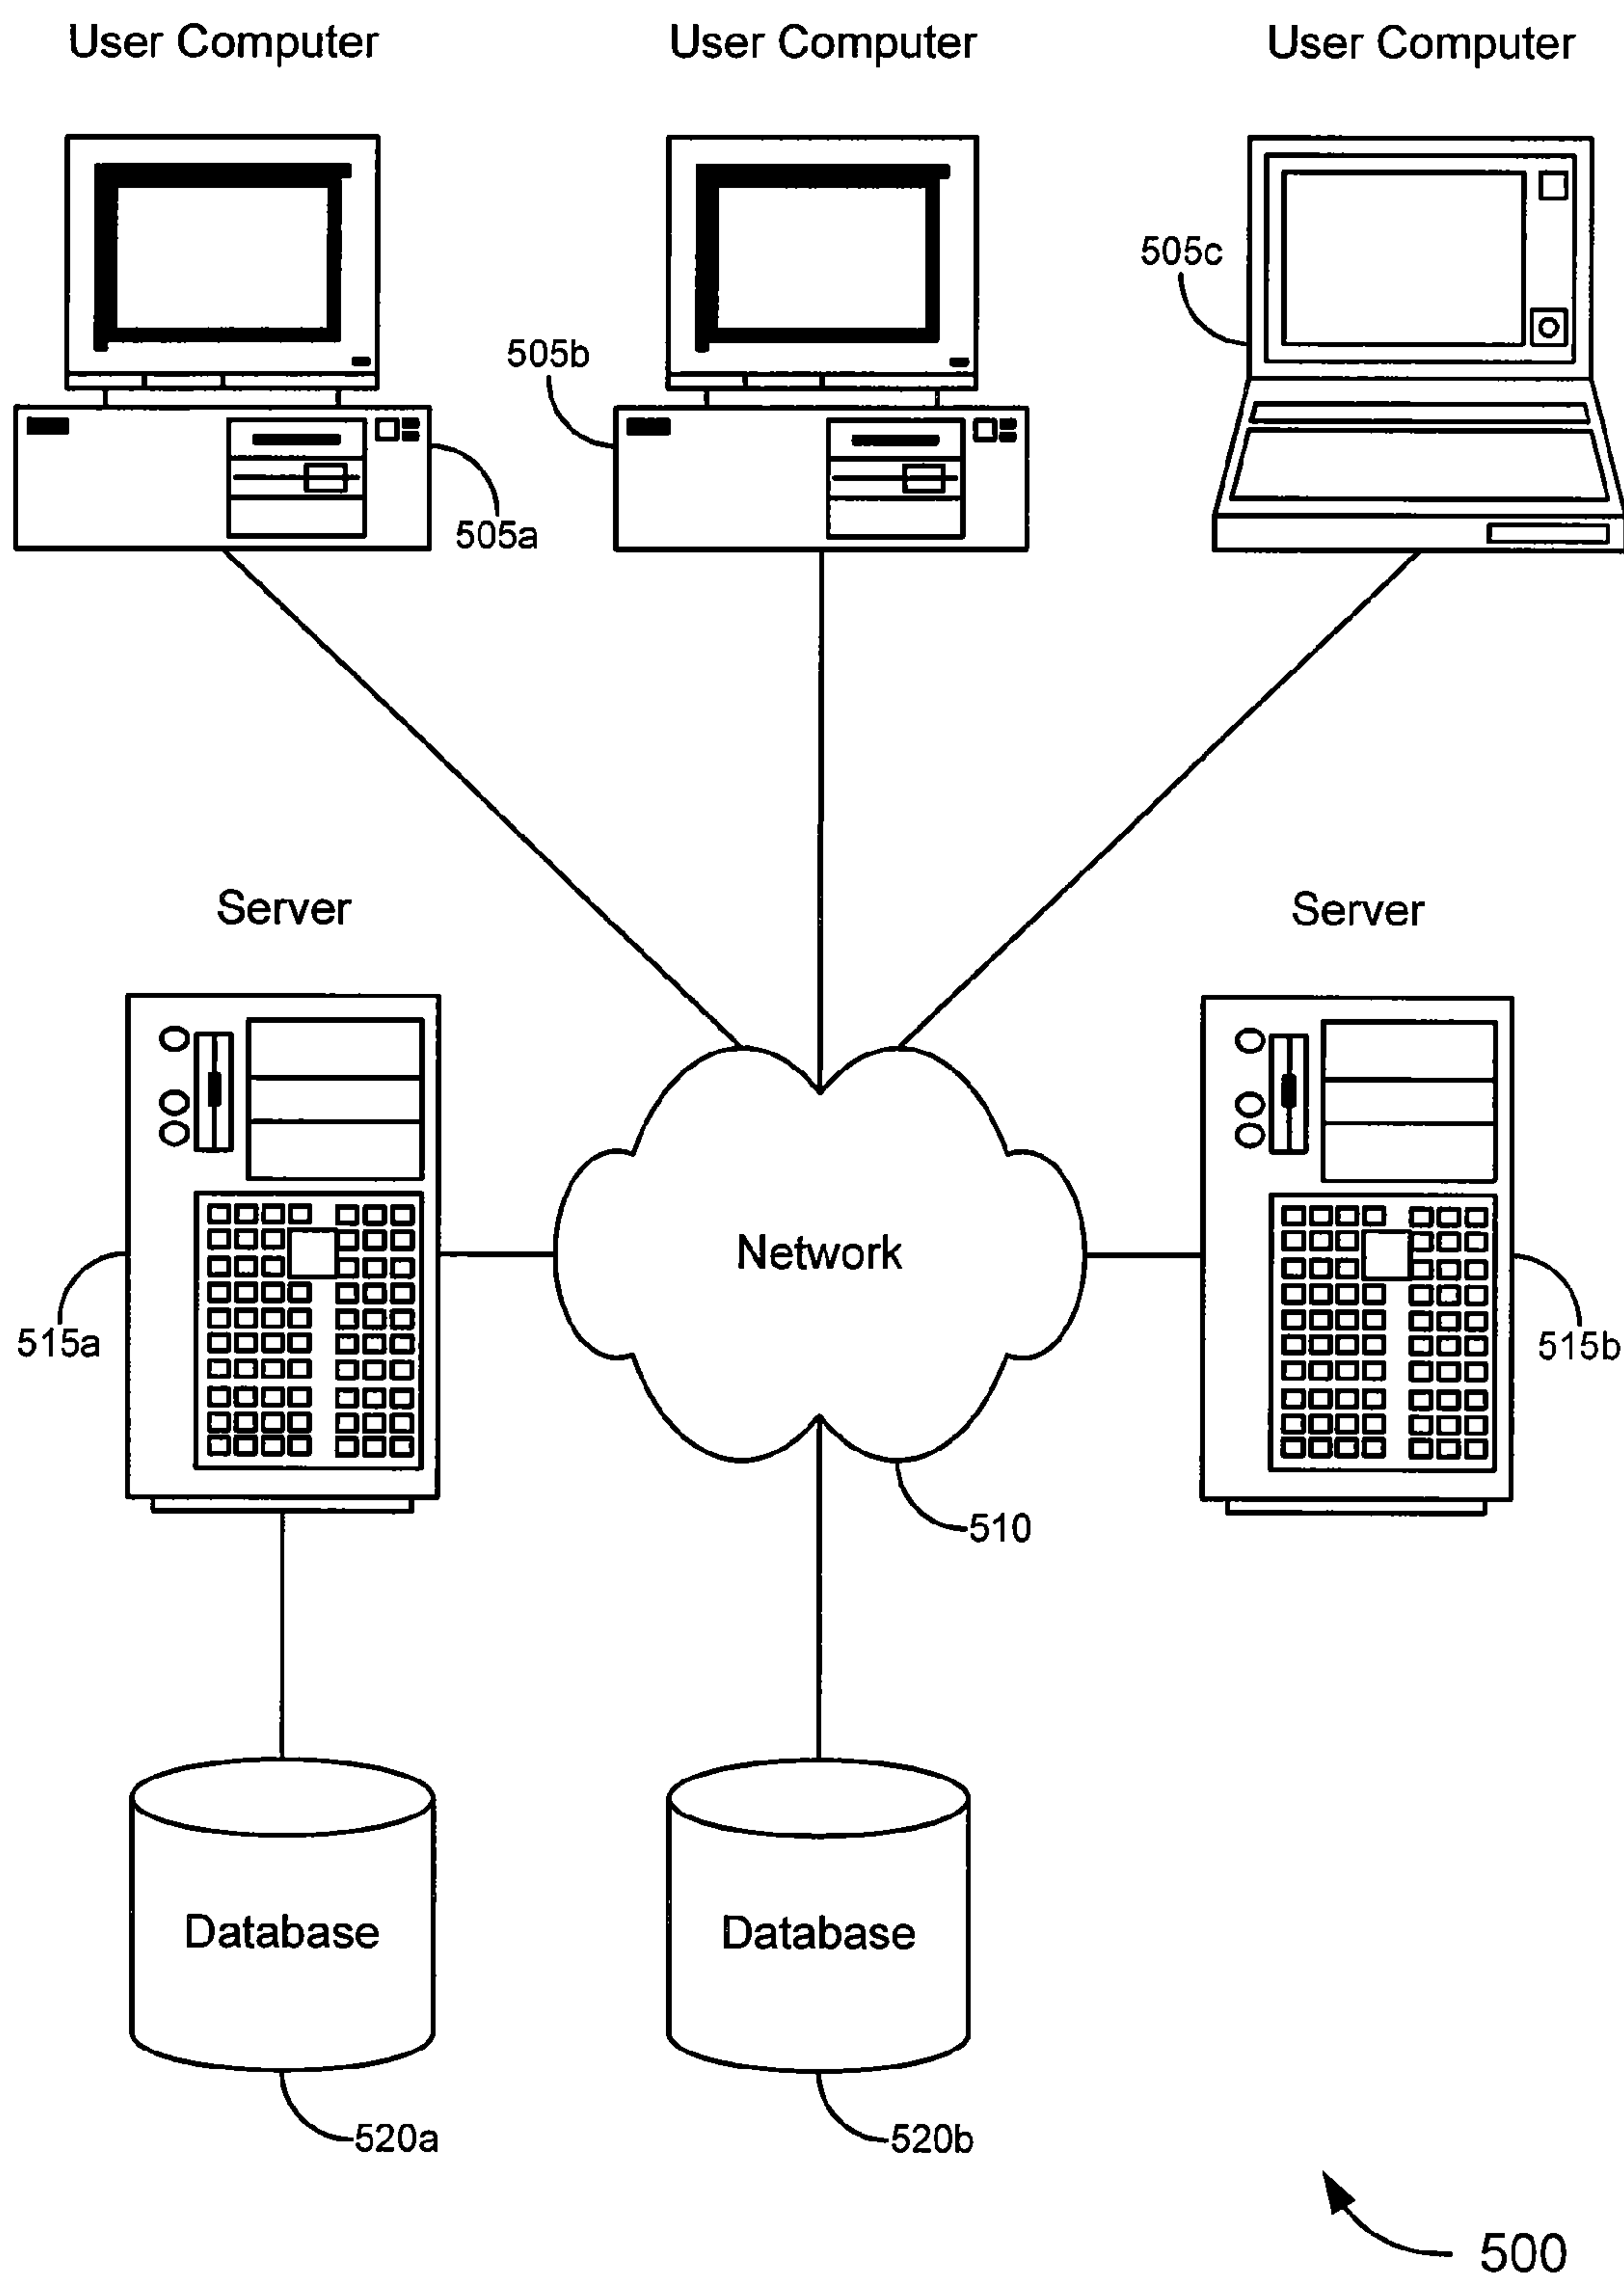 User Computer User Computer User Computer
505c
505b
505a
Server Server
Network
515a 515b
510
Database Database
520a 520b
500